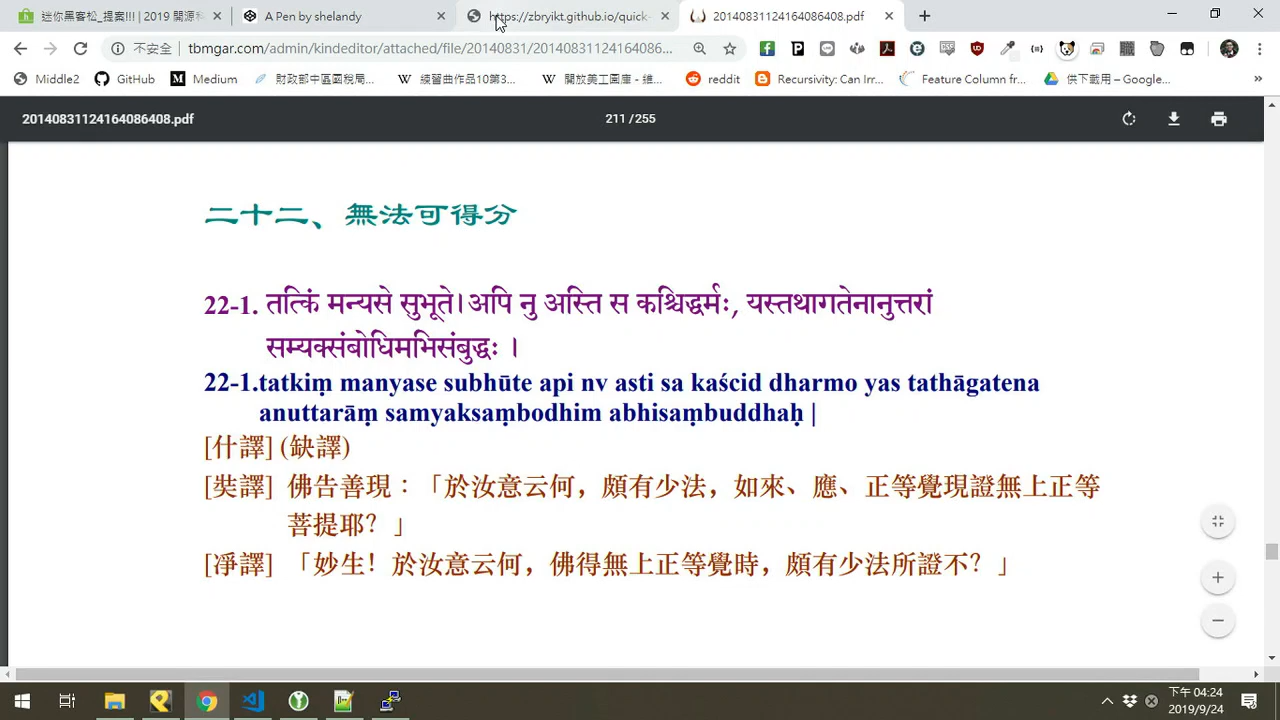 迷你黑客松_提案!!! | 2019 開源科
A Pen by shelandy
https://zbryikt.github.io/quick-
20140831124164086408.pdf
不安全 | tbmgar.com/admin/kindeditor/attached/file/20140831/20140831124164086408...
Middle2 GitHub Medium 財政部中區國稅局... 練習曲作品10第3... 開放美工圖庫 - 維... reddit Recursivity: Can Irr... Feature Column fr... 供下載用 – Google... »
20140831124164086408.pdf 211 / 255
二十二、無法可得分
22-1. तत्किं मन्यसे सुभूते। अपि नु अस्ति स कश्चिद्धर्मः, यस्तथागतेनानुत्तरां
सम्यक्संबोधिमभिसंबुद्धः ।
22-1.tatkiṃ manyase subhūte api nv asti sa kaścid dharmo yas tathāgatena
anuttarāṃ samyaksaṃbodhim abhisaṃbuddhaḥ |
[什譯] (缺譯)
[奘譯] 佛告善現：「於汝意云何，頗有少法，如來、應、正等覺現證無上正等
菩提耶？」
[淨譯] 「妙生！於汝意云何，佛得無上正等覺時，頗有少法所證不？」
下午 04:24
2019/9/24